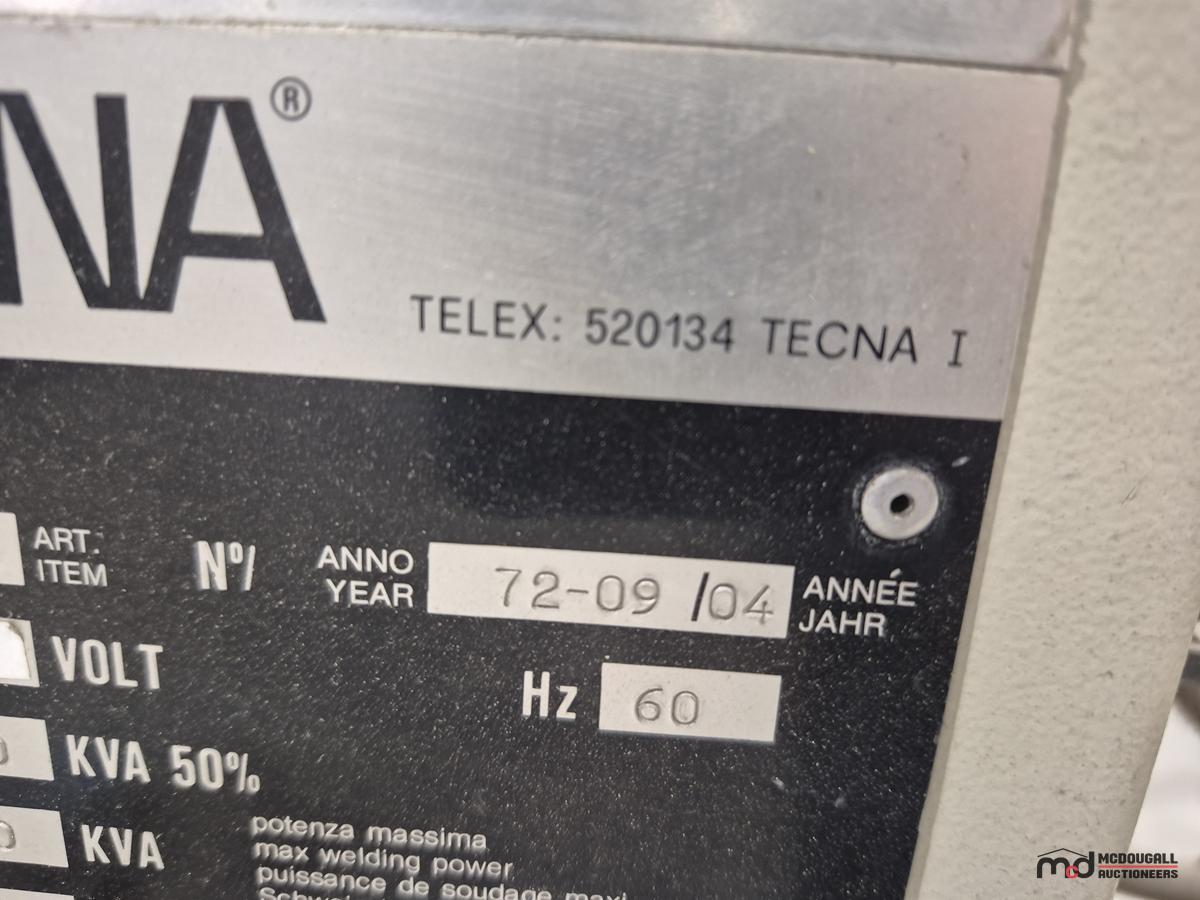 NA®
TELEX: 520134 TECNA I
ART.
ITEM
Nº/
ANNO
YEAR
72-09 /04
ANNÉE
JAHR
VOLT
Hz 60
KVA 50%
KVA
potenza massima
max welding power
puissance de soudage maxi
MCDOUGALL
AUCTIONEERS